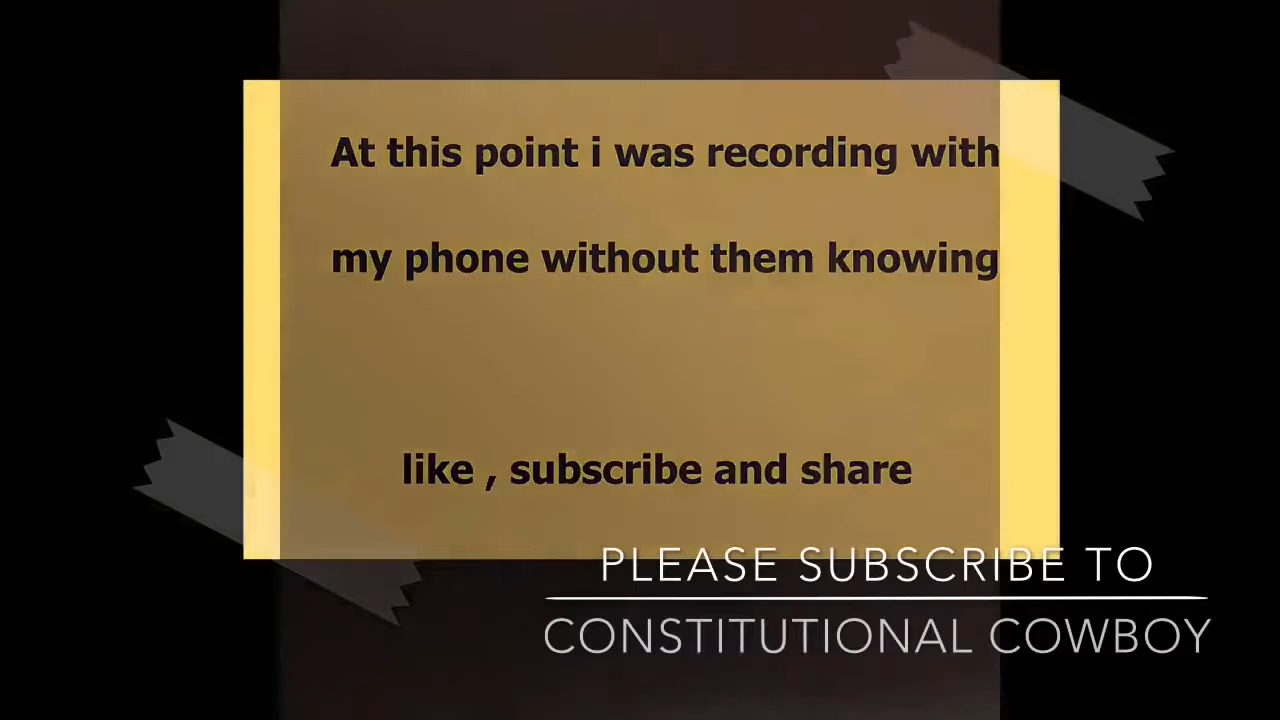 At this point i was recording with
my phone without them knowing
like , subscribe and share
PLEASE SUBSCRIBE TO
CONSTITUTIONAL COWBOY